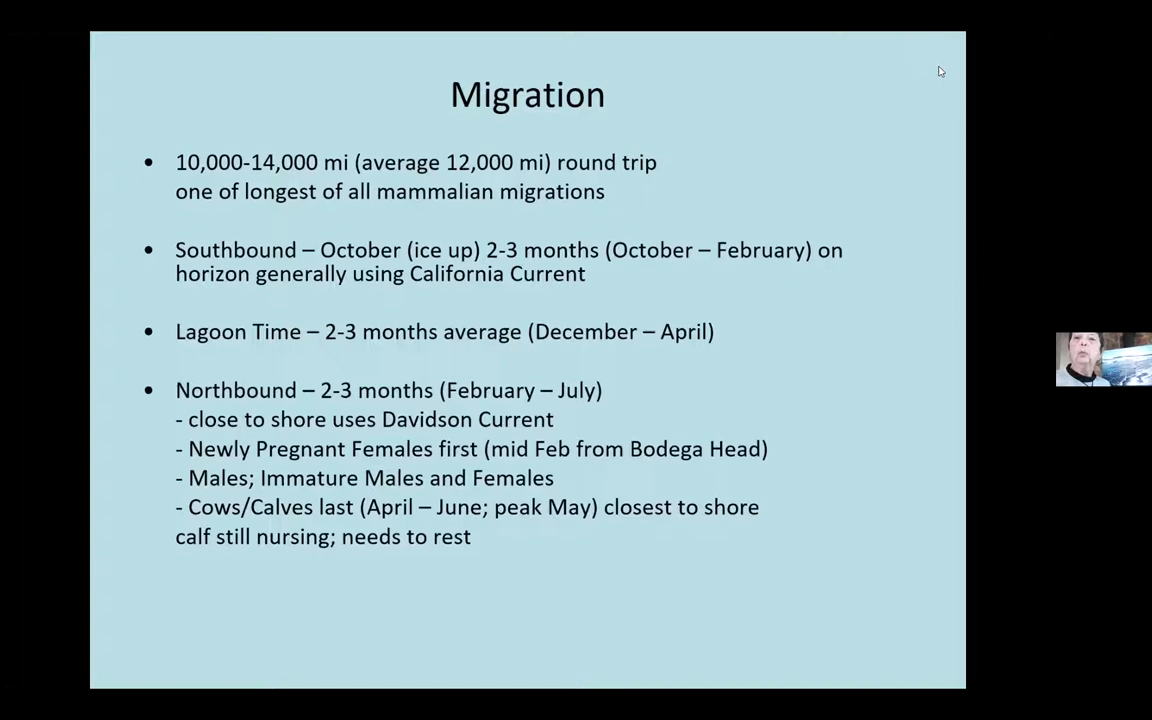 Migration
• 10,000-14,000 mi (average 12,000 mi) round trip
one of longest of all mammalian migrations
• Southbound – October (ice up) 2-3 months (October – February) on
horizon generally using California Current
• Lagoon Time – 2-3 months average (December – April)
• Northbound – 2-3 months (February – July)
- close to shore uses Davidson Current
- Newly Pregnant Females first (mid Feb from Bodega Head)
- Males; Immature Males and Females
- Cows/Calves last (April – June; peak May) closest to shore
calf still nursing; needs to rest